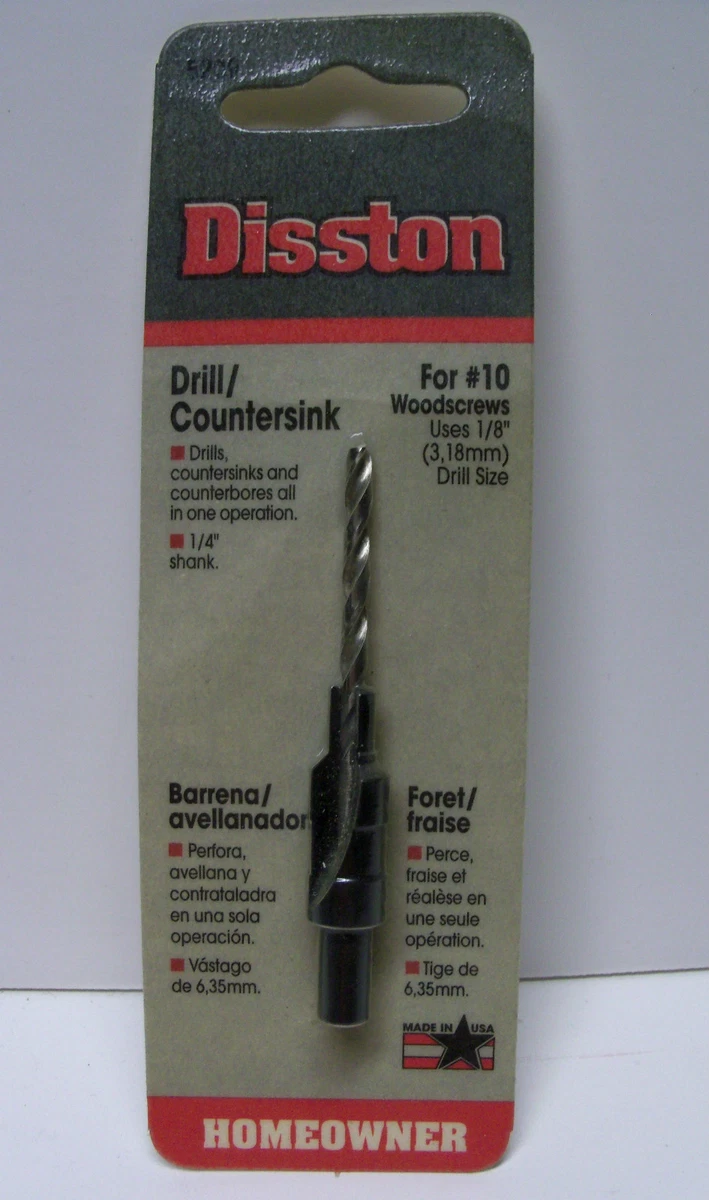 Disston
Drill/
Countersink
Drills,
countersinks and
counterbores all
in one operation.
1/4"
shank.
For #10
Woodscrews
Uses 1/8"
(3,18mm)
Drill Size
Barrena/
avellanador
Perfora,
avellana y
contrataladra
en una sola
operación.
Vástago
de 6,35mm.
Foret/
fraise
Perce,
fraise et
réalèse en
une seule
opération.
Tige de
6,35mm.
MADE IN USA
HOMEOWNER